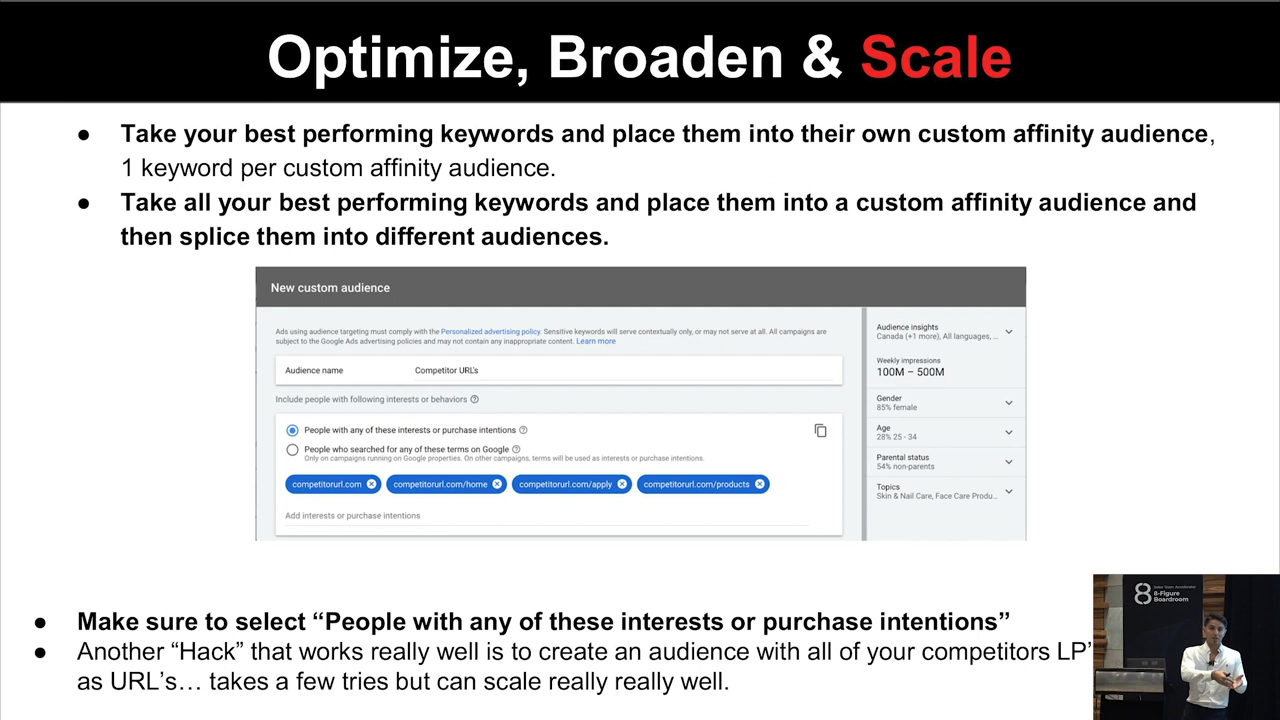 Optimize, Broaden & Scale
● Take your best performing keywords and place them into their own custom affinity audience,
1 keyword per custom affinity audience.
● Take all your best performing keywords and place them into a custom affinity audience and
then splice them into different audiences.
New custom audience
Ads using audience targeting must comply with the Personalized advertising policy. Sensitive keywords will serve contextually only, or may not serve at all. All campaigns are
subject to the Google Ads advertising policies and may not contain any inappropriate content. Learn more
Audience name Competitor URL's
Include people with following interests or behaviors
People with any of these interests or purchase intentions
People who searched for any of these terms on Google
Only on campaigns running on Google properties. On other campaigns, terms will be used as interests or purchase intentions.
competitorurl.com competitorurl.com/home competitorurl.com/apply competitorurl.com/products
Add interests or purchase intentions
Audience insights
Canada (+1 more), All languages, ...
Weekly impressions
100M – 500M
Gender
85% female
Age
28% 25 - 34
Parental status
54% non-parents
Topics
Skin & Nail Care, Face Care Produ...
● Make sure to select “People with any of these interests or purchase intentions”
● Another “Hack” that works really well is to create an audience with all of your competitors LP’
as URL’s… takes a few tries but can scale really really well.
8-Figure
Boardroom